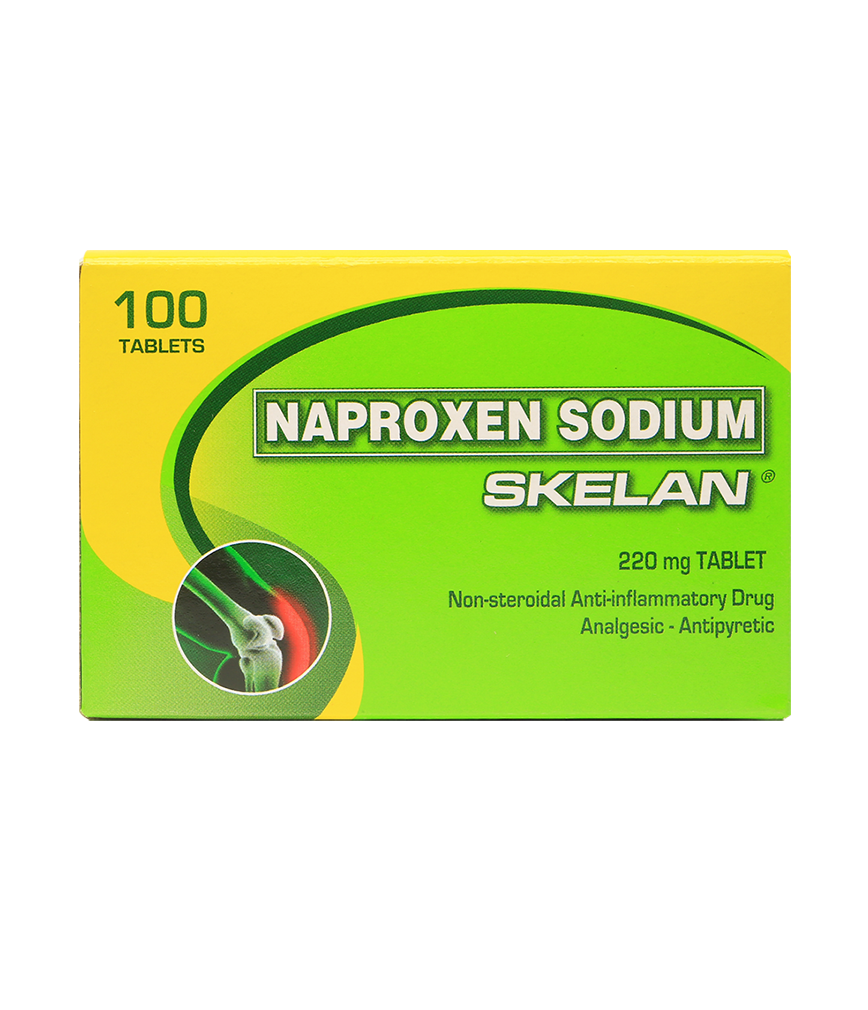 100
TABLETS
NAPROXEN SODIUM
SKELAN ®
220 mg TABLET
Non-steroidal Anti-inflammatory Drug
Analgesic - Antipyretic